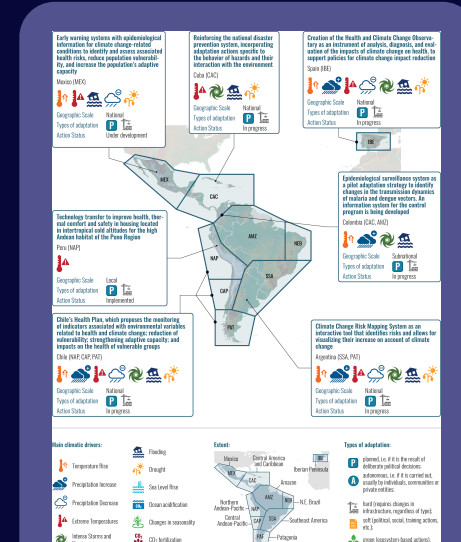 Early warning systems with epidemiological
information for climate change-related
conditions to identify and assess associated
health risks, reduce population vulnerabil-
ity, and increase the population's adaptive
capacity
Mexico (MEX)
Geographic Scale National
Types of adaptation P
Action Status Under development
Reinforcing the national disaster
prevention system, incorporating
adaptation actions specific to
the behavior of hazards and their
interaction with the environment
Cuba (CAC)
Geographic Scale National
Types of adaptation P
Action Status In progress
Creation of the Health and Climate Change Observa-
tory as an instrument of analysis, diagnosis, and eval-
uation of the impacts of climate change on health, to
support policies for climate change impact reduction
Spain (IBE)
Geographic Scale National
Types of adaptation P
Action Status In progress
IBE
MEX
CAC
AMZ
NEB
NAP
SSA
CAP
PAT
Epidemiological surveillance system as
a pilot adaptation strategy to identify
changes in the transmission dynamics
of malaria and dengue vectors. An
information system for the control
program is being developed
Colombia (CAC, AMZ)
Geographic Scale Subnational
Types of adaptation P
Action Status In progress
Technology transfer to improve health, ther-
mal comfort and safety in housing located
in intertropical cold altitudes for the high
Andean habitat of the Puno Region
Peru (NAP)
Geographic Scale Local
Types of adaptation P
Action Status Implemented
Chile's Health Plan, which proposes the monitoring
of indicators associated with environmental variables
related to health and climate change; reduction of
vulnerability; strengthening adaptive capacity; and
impacts on the health of vulnerable groups
Chile (NAP, CAP, PAT)
Geographic Scale National
Types of adaptation P
Action Status In progress
Climate Change Risk Mapping System as an
interactive tool that identifies risks and allows for
visualizing their increase on account of climate
change
Argentina (SSA, PAT)
Geographic Scale National
Types of adaptation P
Action Status In progress
Main climatic drivers:
Temperature Rise
Precipitation Increase
Precipitation Decrease
Extreme Temperatures
Intense Storms and
Flooding
Drought
Sea Level Rise
Ocean acidification
Changes in seasonality
CO₂ fertilization
Extent:
Mexico
Central America
and Caribbean
IBE
Iberian Peninsula
MEX
CAC
Amazon
Northern
Andean-Pacific
NAP
AMZ
NEB
N.E. Brazil
Central
Andean-Pacific
CAP
SSA
Southeast America
PAT
Patagonia
Types of adaptation:
P planned, i.e. if it is the result of
deliberate political decisions;
A autonomous, i.e. if it is carried out,
usually by individuals, communities or
private entities.
hard (requires changes in
infrastructure, regardless of type);
soft (political, social, training actions,
etc.);
green (ecosystem-based actions).